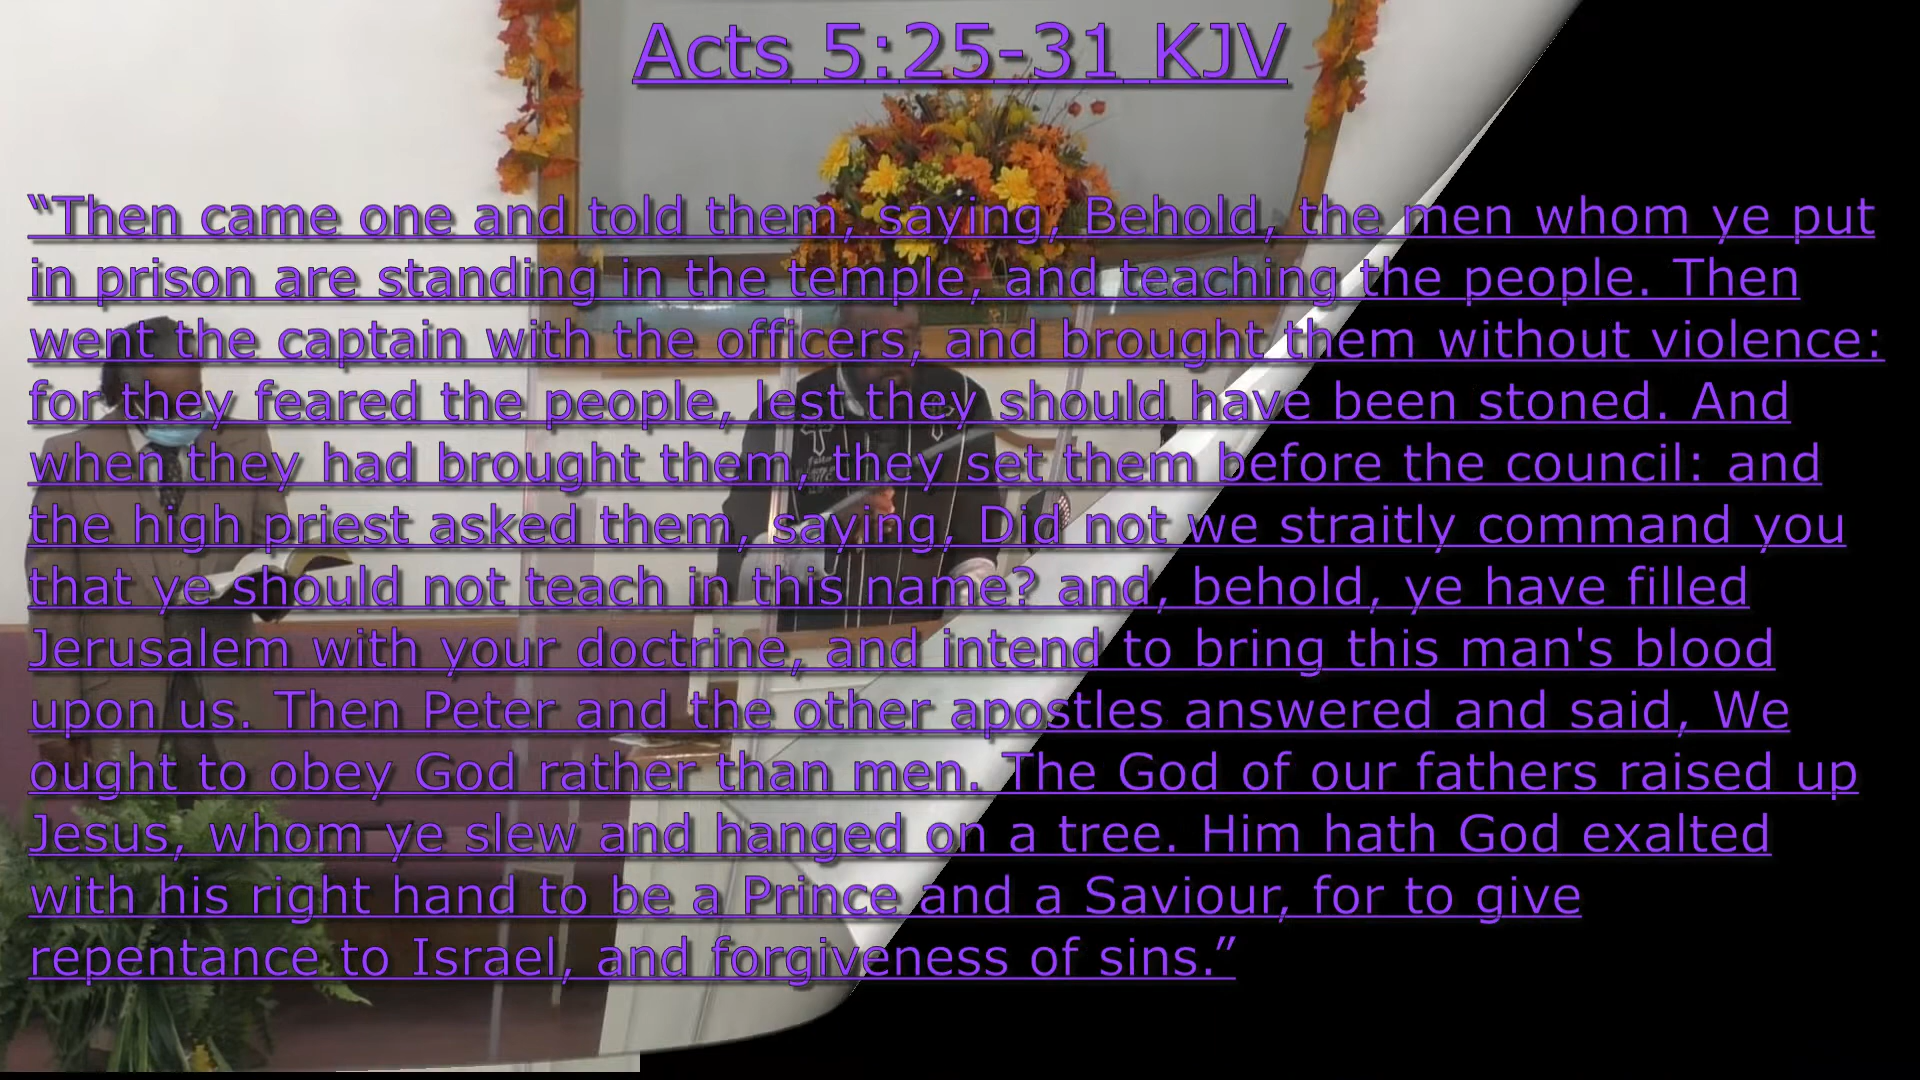 Acts 5:25-31 KJV
“Then came one and told them, saying, Behold, the men whom ye put
in prison are standing in the temple, and teaching the people. Then
went the captain with the officers, and brought them without violence:
for they feared the people, lest they should have been stoned. And
when they had brought them, they set them before the council: and
the high priest asked them, saying, Did not we straitly command you
that ye should not teach in this name? and, behold, ye have filled
Jerusalem with your doctrine, and intend to bring this man's blood
upon us. Then Peter and the other apostles answered and said, We
ought to obey God rather than men. The God of our fathers raised up
Jesus, whom ye slew and hanged on a tree. Him hath God exalted
with his right hand to be a Prince and a Saviour, for to give
repentance to Israel, and forgiveness of sins.”